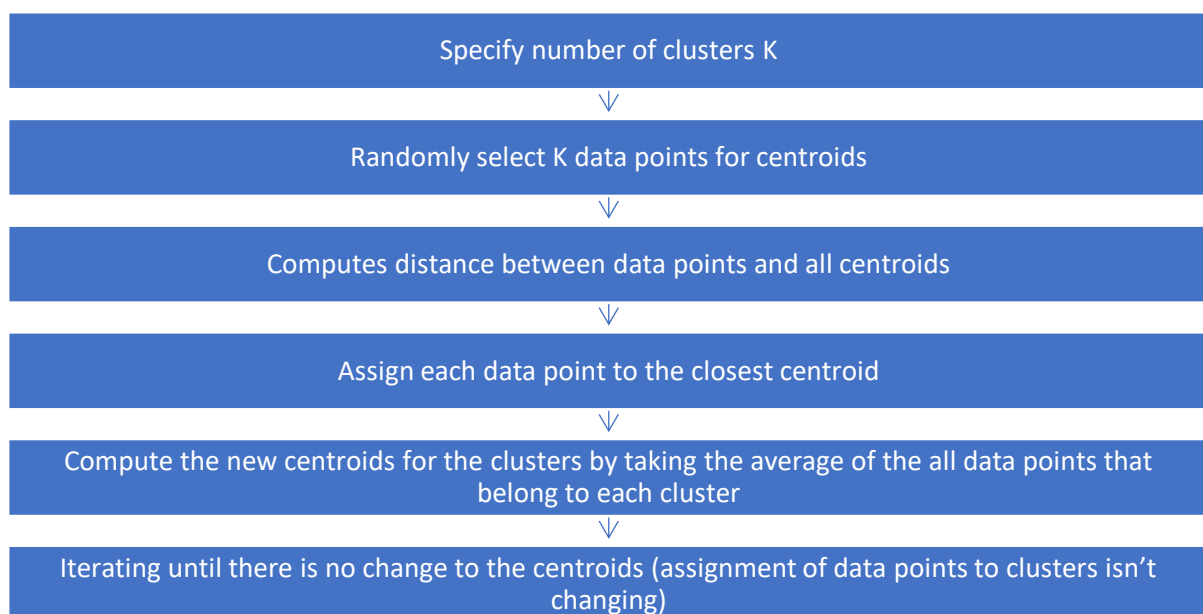 Specify number of clusters K
Randomly select K data points for centroids
Computes distance between data points and all centroids
Assign each data point to the closest centroid
Compute the new centroids for the clusters by taking the average of the all data points that
belong to each cluster
Iterating until there is no change to the centroids (assignment of data points to clusters isn’t
changing)